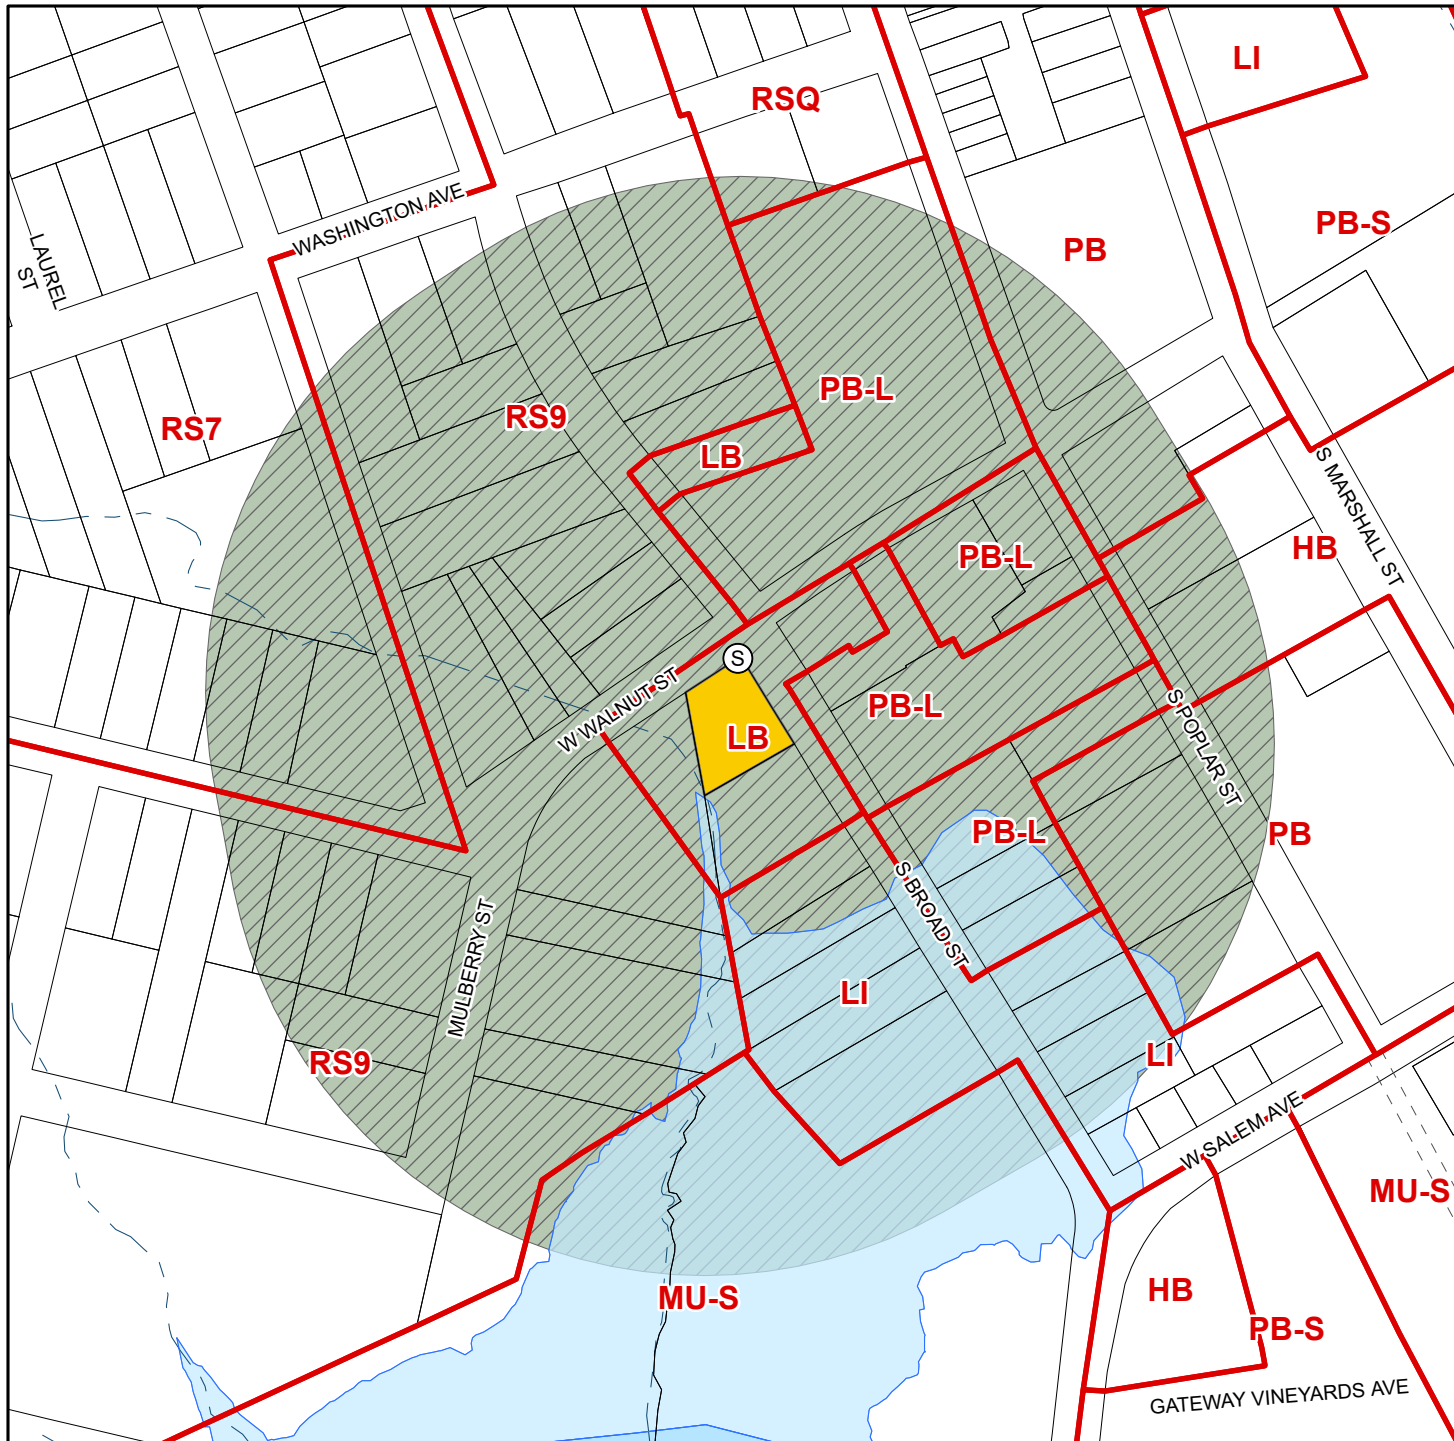 LI
RSQ
WASHINGTON AVE
PB-S
PB
LAUREL
ST
PB-L
RS9
RS7
LB
S MARSHALL ST
HB
PB-L
S
W WALNUT ST
PB-L
LB
S POPLAR ST
PB-L
PB
S BROAD ST
MULBERRY ST
LI
RS9
LI
W SALEM AVE
MU-S
HB
MU-S
PB-S
GATEWAY VINEYARDS AVE